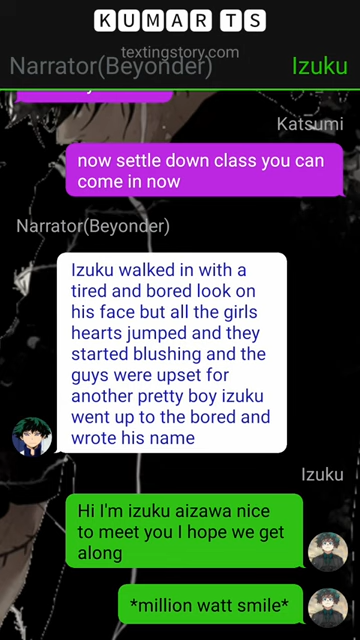 KUMAR TS
textingstory.com
Narrator(Beyonder)
Izuku
Katsumi
now settle down class you can
come in now
Narrator(Beyonder)
Izuku walked in with a
tired and bored look on
his face but all the girls
hearts jumped and they
started blushing and the
guys were upset for
another pretty boy izuku
went up to the bored and
wrote his name
Izuku
Hi I'm izuku aizawa nice
to meet you I hope we get
along
*million watt smile*